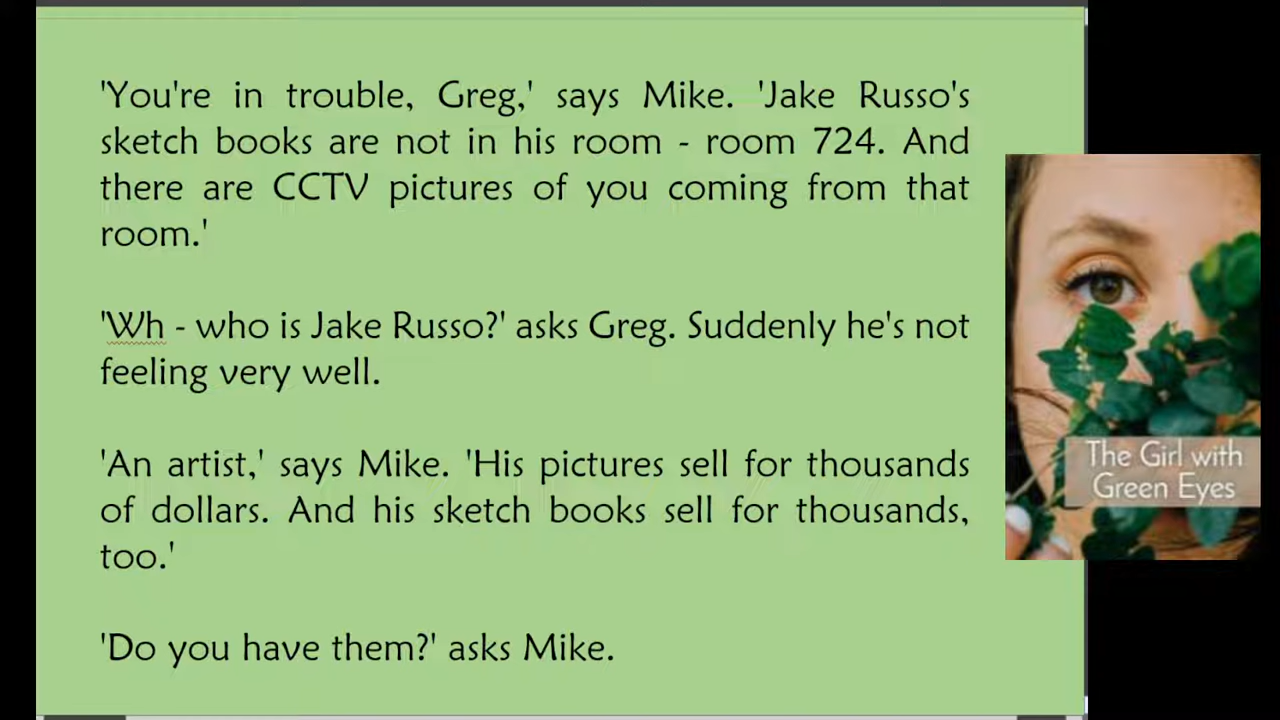 'You're in trouble, Greg,' says Mike. 'Jake Russo's
sketch books are not in his room - room 724. And
there are CCTV pictures of you coming from that
room.'
'Wh - who is Jake Russo?' asks Greg. Suddenly he's not
feeling very well.
'An artist,' says Mike. 'His pictures sell for thousands
of dollars. And his sketch books sell for thousands,
too.'
'Do you have them?' asks Mike.
The Girl with
Green Eyes